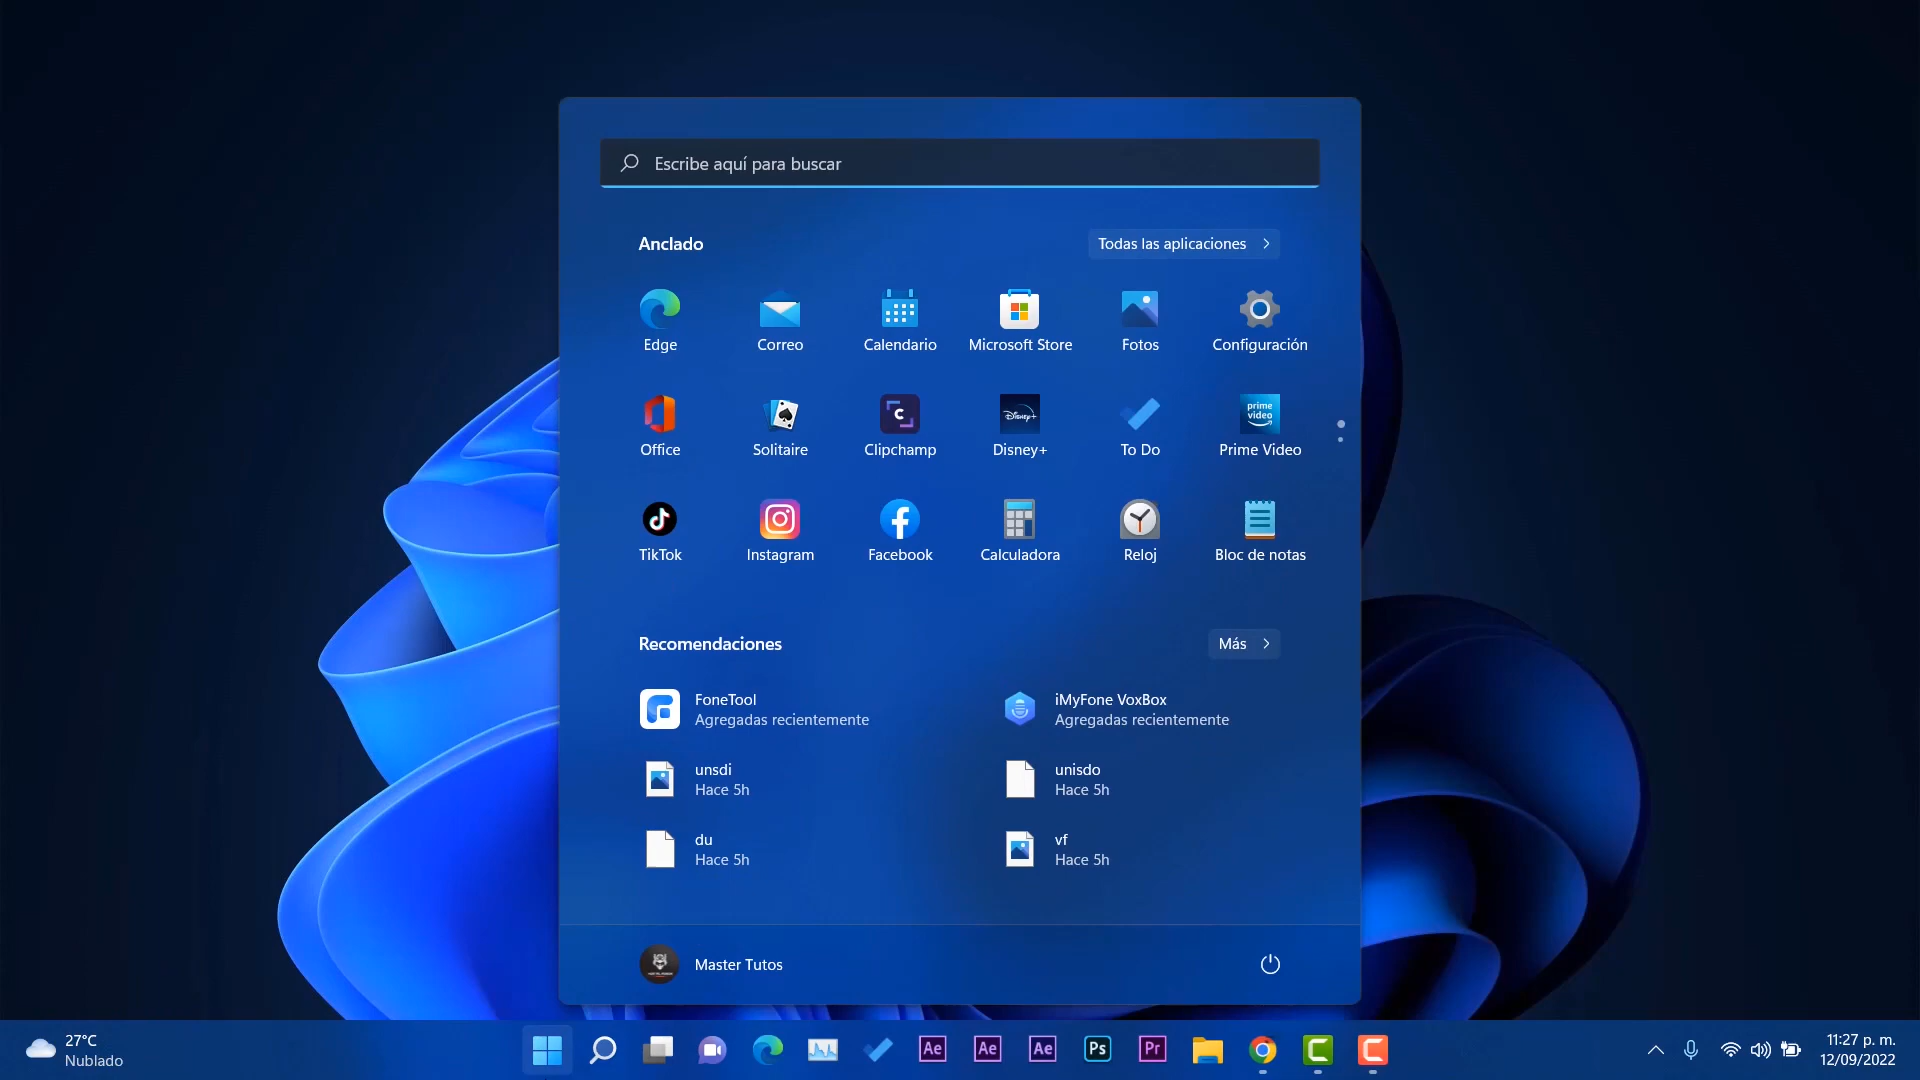 Escribe aquí para buscar
Anclado
Todas las aplicaciones
Edge
Correo
Calendario
Microsoft Store
Fotos
Configuración
Disney+
prime
video
Office
Solitaire
Clipchamp
Disney+
To Do
Prime Video
TikTok
Instagram
Facebook
Calculadora
Reloj
Bloc de notas
Recomendaciones
Más
FoneTool
Agregadas recientemente
iMyFone VoxBox
Agregadas recientemente
unsdi
Hace 5h
unisdo
Hace 5h
du
Hace 5h
vf
Hace 5h
Master Tutos
27°C
Nublado
Ae
Ae
Ae
Ps
Pr
11:27 p. m.
12/09/2022